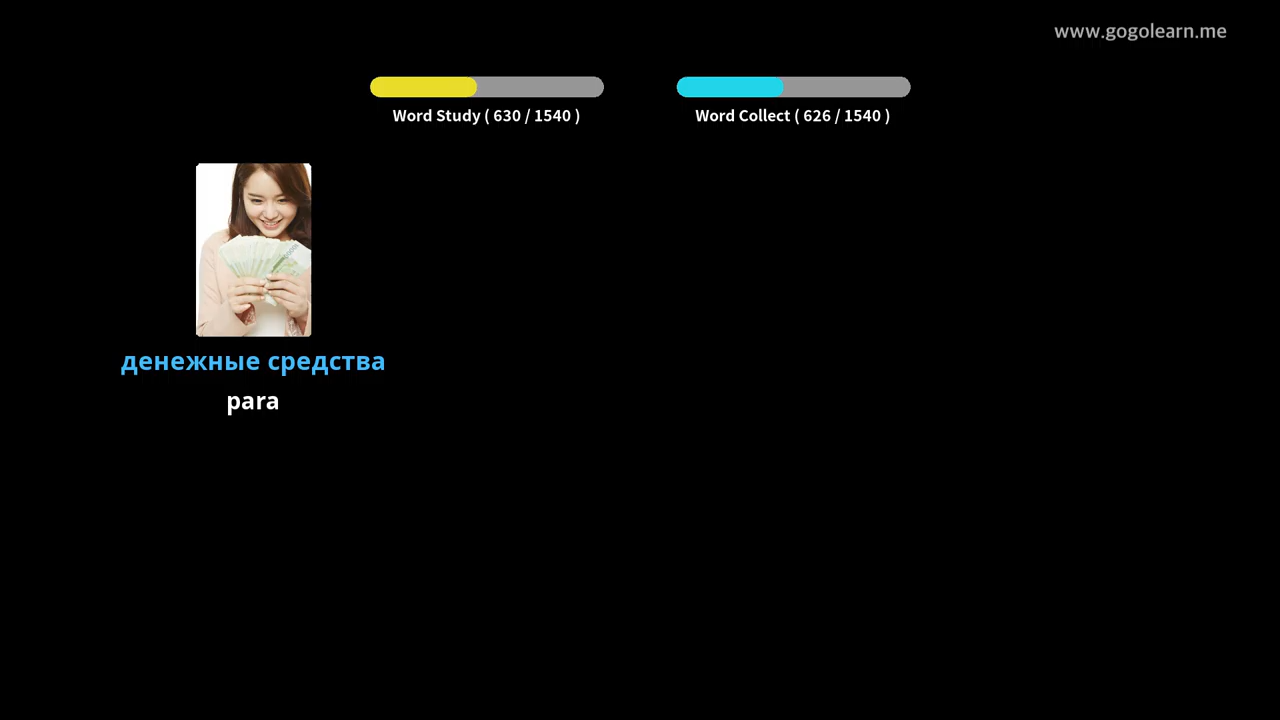 www.gogolearn.me
Word Study ( 630 / 1540 )
Word Collect ( 626 / 1540 )
денежные средства
para